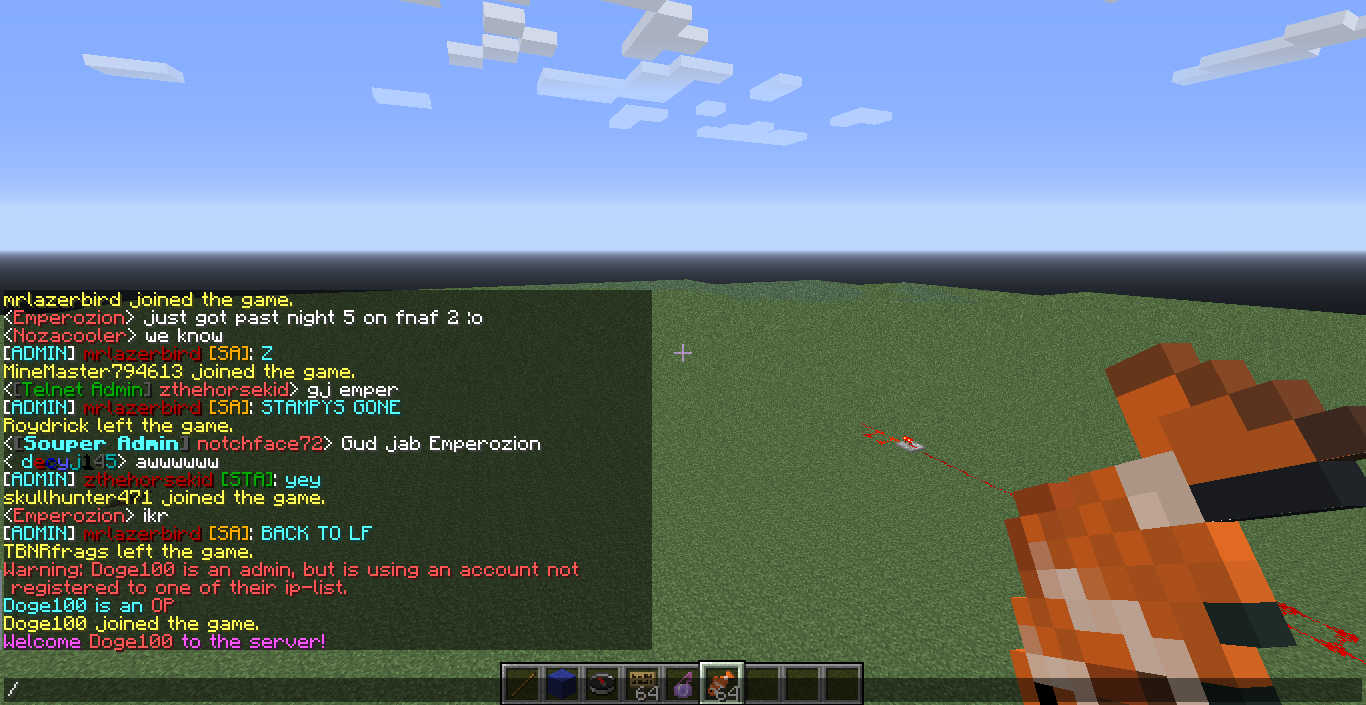 mrlazerbird joined the game.
<Emperozion> just got past night 5 on fnaf 2 :o
<Nozacooler> we know
[ADMIN] mrlazerbird [SA]: Z
MineMaster794613 joined the game.
<[Telnet Admin] zthehorsekid> gj emper
[ADMIN] mrlazerbird [SA]: STAMPYS GONE
Roydrick left the game.
<[Souper Admin] notchface72> Gud jab Emperozion
< decyj145> awwwwww
[ADMIN] zthehorsekid [STA]: yey
skullhunter471 joined the game.
<Emperozion> ikr
[ADMIN] mrlazerbird [SA]: BACK TO LF
TBNRfrags left the game.
Warning: Doge100 is an admin, but is using an account not
registered to one of their ip-list.
Doge100 is an OP
Doge100 joined the game.
Welcome Doge100 to the server!
64 64
/